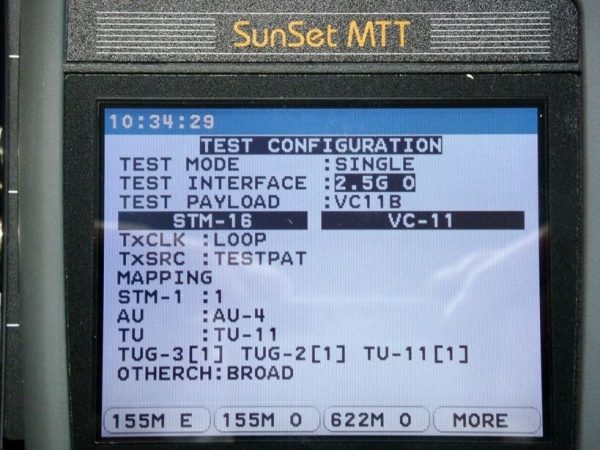 SunSet MTT
10:34:29
TEST CONFIGURATION
TEST MODE :SINGLE
TEST INTERFACE :2.5G O
TEST PAYLOAD :VC11B
STM-16 VC-11
TxCLK :LOOP
TxSRC :TESTPAT
MAPPING
STM-1 :1
AU :AU-4
TU :TU-11
TUG-3[1] TUG-2[1] TU-11[1]
OTHERCH:BROAD
155M E 155M O 622M O MORE